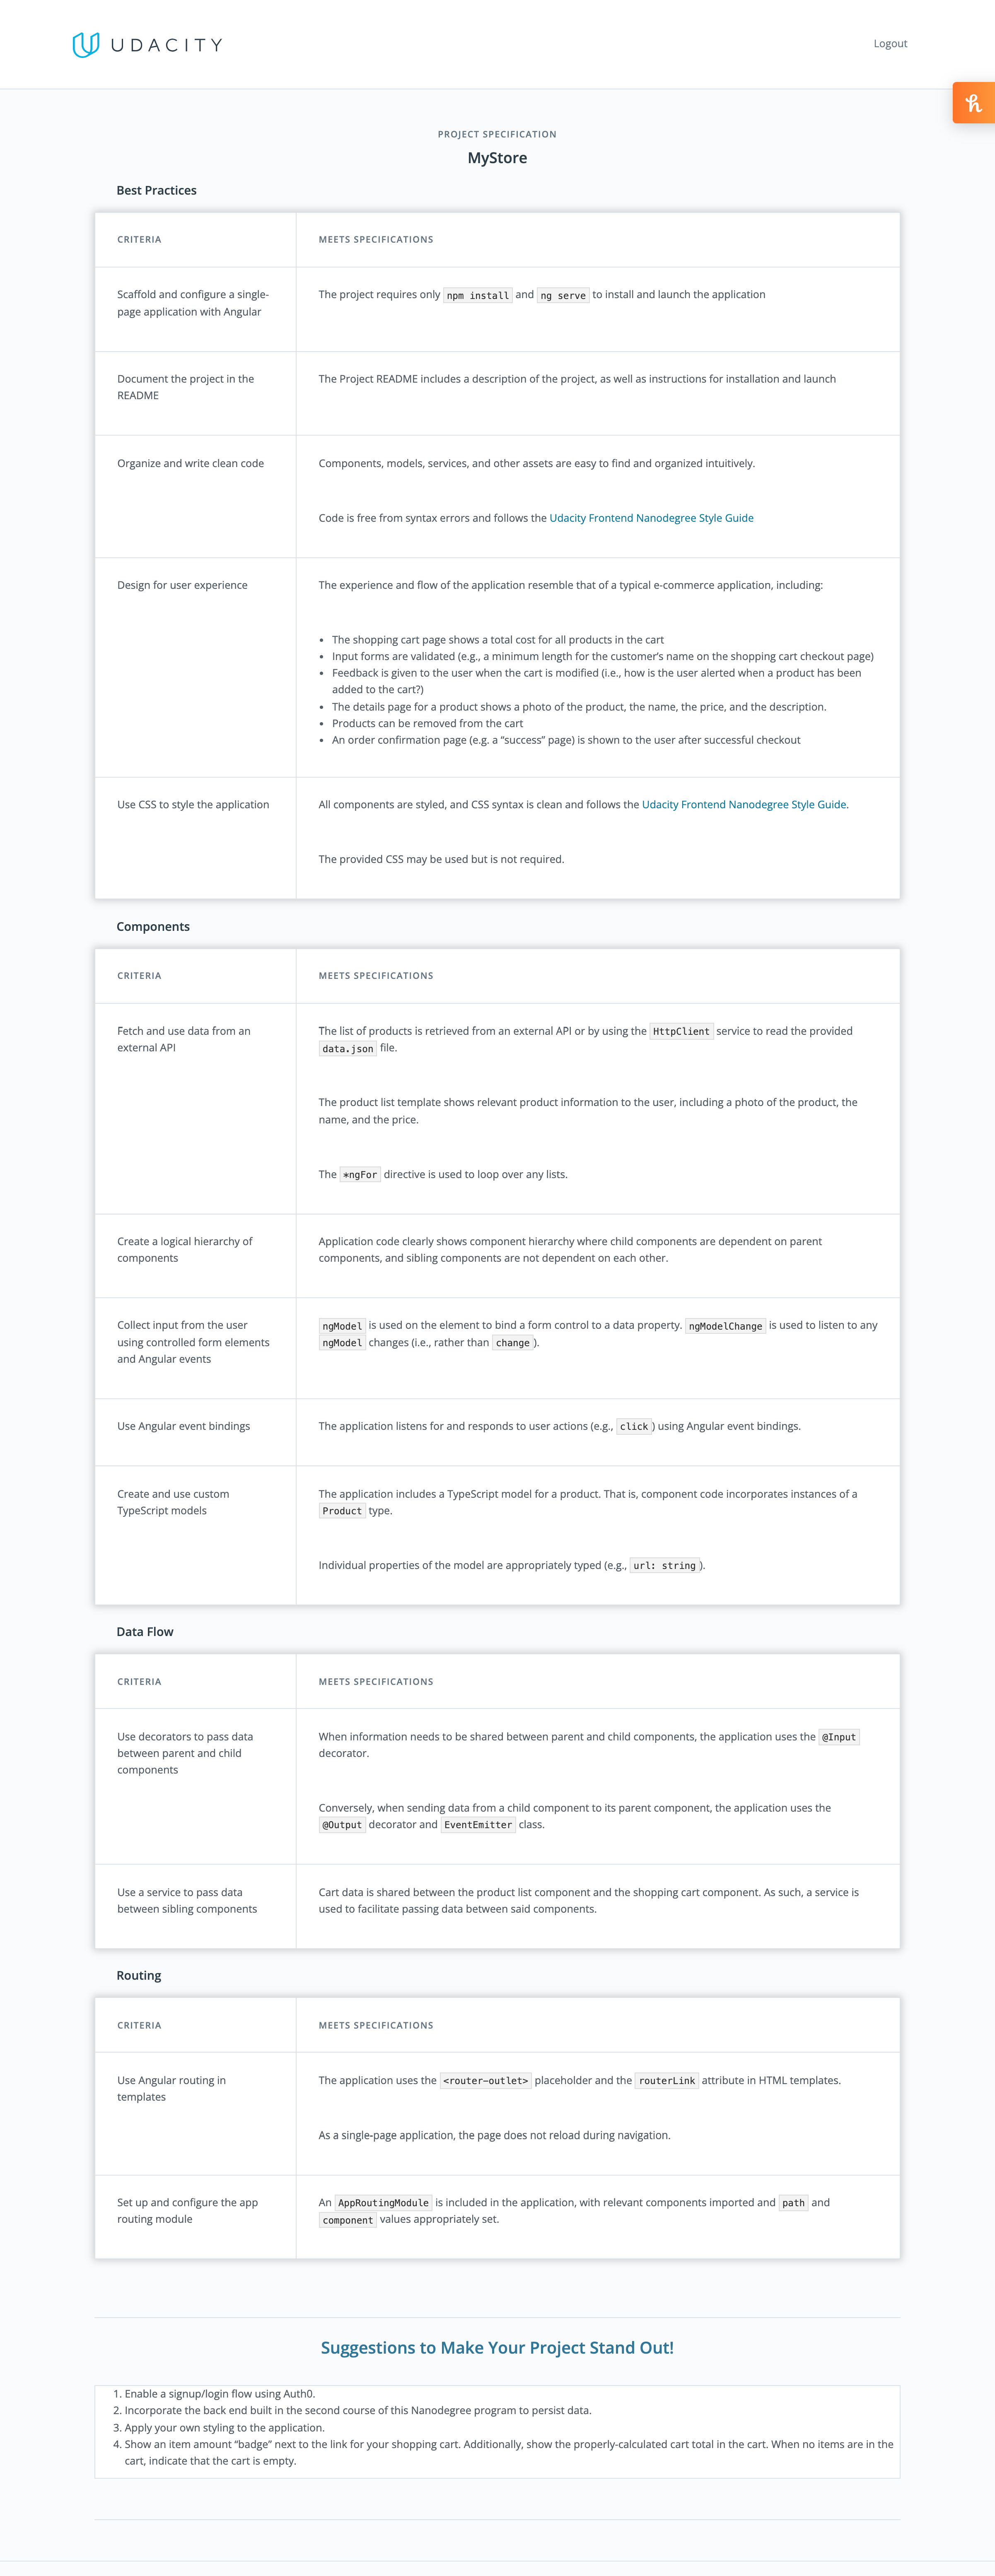 UDACITY
Logout
PROJECT SPECIFICATION
MyStore
Best Practices
CRITERIA
MEETS SPECIFICATIONS
Scaffold and configure a single-
page application with Angular
The project requires only npm install and ng serve to install and launch the application
Document the project in the
README
The Project README includes a description of the project, as well as instructions for installation and launch
Organize and write clean code
Components, models, services, and other assets are easy to find and organized intuitively.
Code is free from syntax errors and follows the Udacity Frontend Nanodegree Style Guide
Design for user experience
The experience and flow of the application resemble that of a typical e-commerce application, including:
• The shopping cart page shows a total cost for all products in the cart
• Input forms are validated (e.g., a minimum length for the customer's name on the shopping cart checkout page)
• Feedback is given to the user when the cart is modified (i.e., how is the user alerted when a product has been
added to the cart?)
• The details page for a product shows a photo of the product, the name, the price, and the description.
• Products can be removed from the cart
• An order confirmation page (e.g. a “success” page) is shown to the user after successful checkout
Use CSS to style the application
All components are styled, and CSS syntax is clean and follows the Udacity Frontend Nanodegree Style Guide.
The provided CSS may be used but is not required.
Components
CRITERIA
MEETS SPECIFICATIONS
Fetch and use data from an
external API
The list of products is retrieved from an external API or by using the HttpClient service to read the provided
data.json file.
The product list template shows relevant product information to the user, including a photo of the product, the
name, and the price.
The *ngFor directive is used to loop over any lists.
Create a logical hierarchy of
components
Application code clearly shows component hierarchy where child components are dependent on parent
components, and sibling components are not dependent on each other.
Collect input from the user
using controlled form elements
and Angular events
ngModel is used on the element to bind a form control to a data property. ngModelChange is used to listen to any
ngModel changes (i.e., rather than change ).
Use Angular event bindings
The application listens for and responds to user actions (e.g., click ) using Angular event bindings.
Create and use custom
TypeScript models
The application includes a TypeScript model for a product. That is, component code incorporates instances of a
Product type.
Individual properties of the model are appropriately typed (e.g., url: string ).
Data Flow
CRITERIA
MEETS SPECIFICATIONS
Use decorators to pass data
between parent and child
components
When information needs to be shared between parent and child components, the application uses the @Input
decorator.
Conversely, when sending data from a child component to its parent component, the application uses the
@Output decorator and EventEmitter class.
Use a service to pass data
between sibling components
Cart data is shared between the product list component and the shopping cart component. As such, a service is
used to facilitate passing data between said components.
Routing
CRITERIA
MEETS SPECIFICATIONS
Use Angular routing in
templates
The application uses the <router-outlet> placeholder and the routerLink attribute in HTML templates.
As a single-page application, the page does not reload during navigation.
Set up and configure the app
routing module
An AppRoutingModule is included in the application, with relevant components imported and path and
component values appropriately set.
Suggestions to Make Your Project Stand Out!
1. Enable a signup/login flow using Auth0.
2. Incorporate the back end built in the second course of this Nanodegree program to persist data.
3. Apply your own styling to the application.
4. Show an item amount “badge” next to the link for your shopping cart. Additionally, show the properly-calculated cart total in the cart. When no items are in the
cart, indicate that the cart is empty.